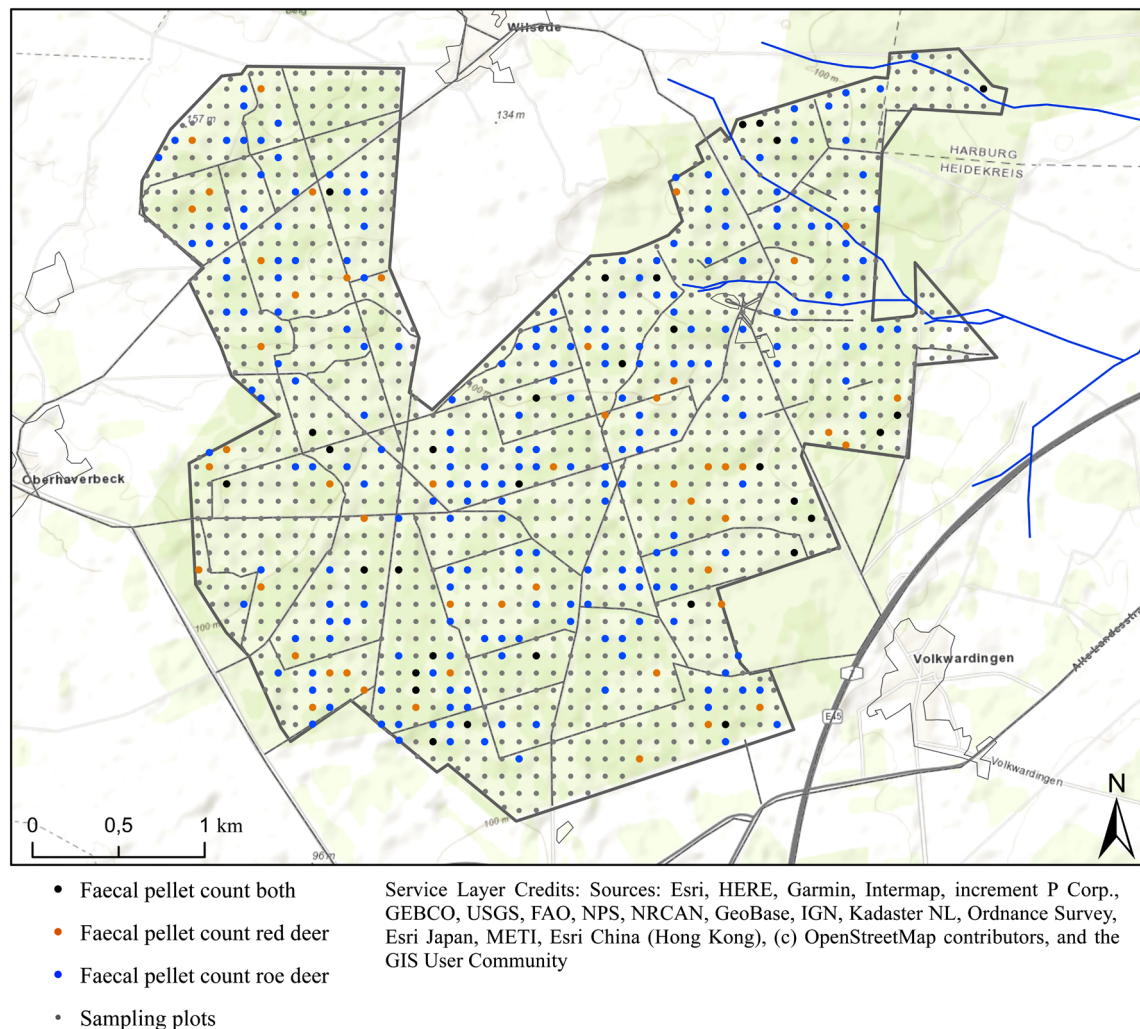 Wilsede
100 m
157 m
134 m
HARBURG
HEIDEKREIS
100 m
Oberhaverbeck
100 m
Volkwardingen
7
E45
Volkwardingen
100 m
96 m
N
0 0,5 1 km
Faecal pellet count both
Faecal pellet count red deer
Faecal pellet count roe deer
Sampling plots
Service Layer Credits: Sources: Esri, HERE, Garmin, Intermap, increment P Corp.,
GEBCO, USGS, FAO, NPS, NRCAN, GeoBase, IGN, Kadaster NL, Ordnance Survey,
Esri Japan, METI, Esri China (Hong Kong), (c) OpenStreetMap contributors, and the
GIS User Community